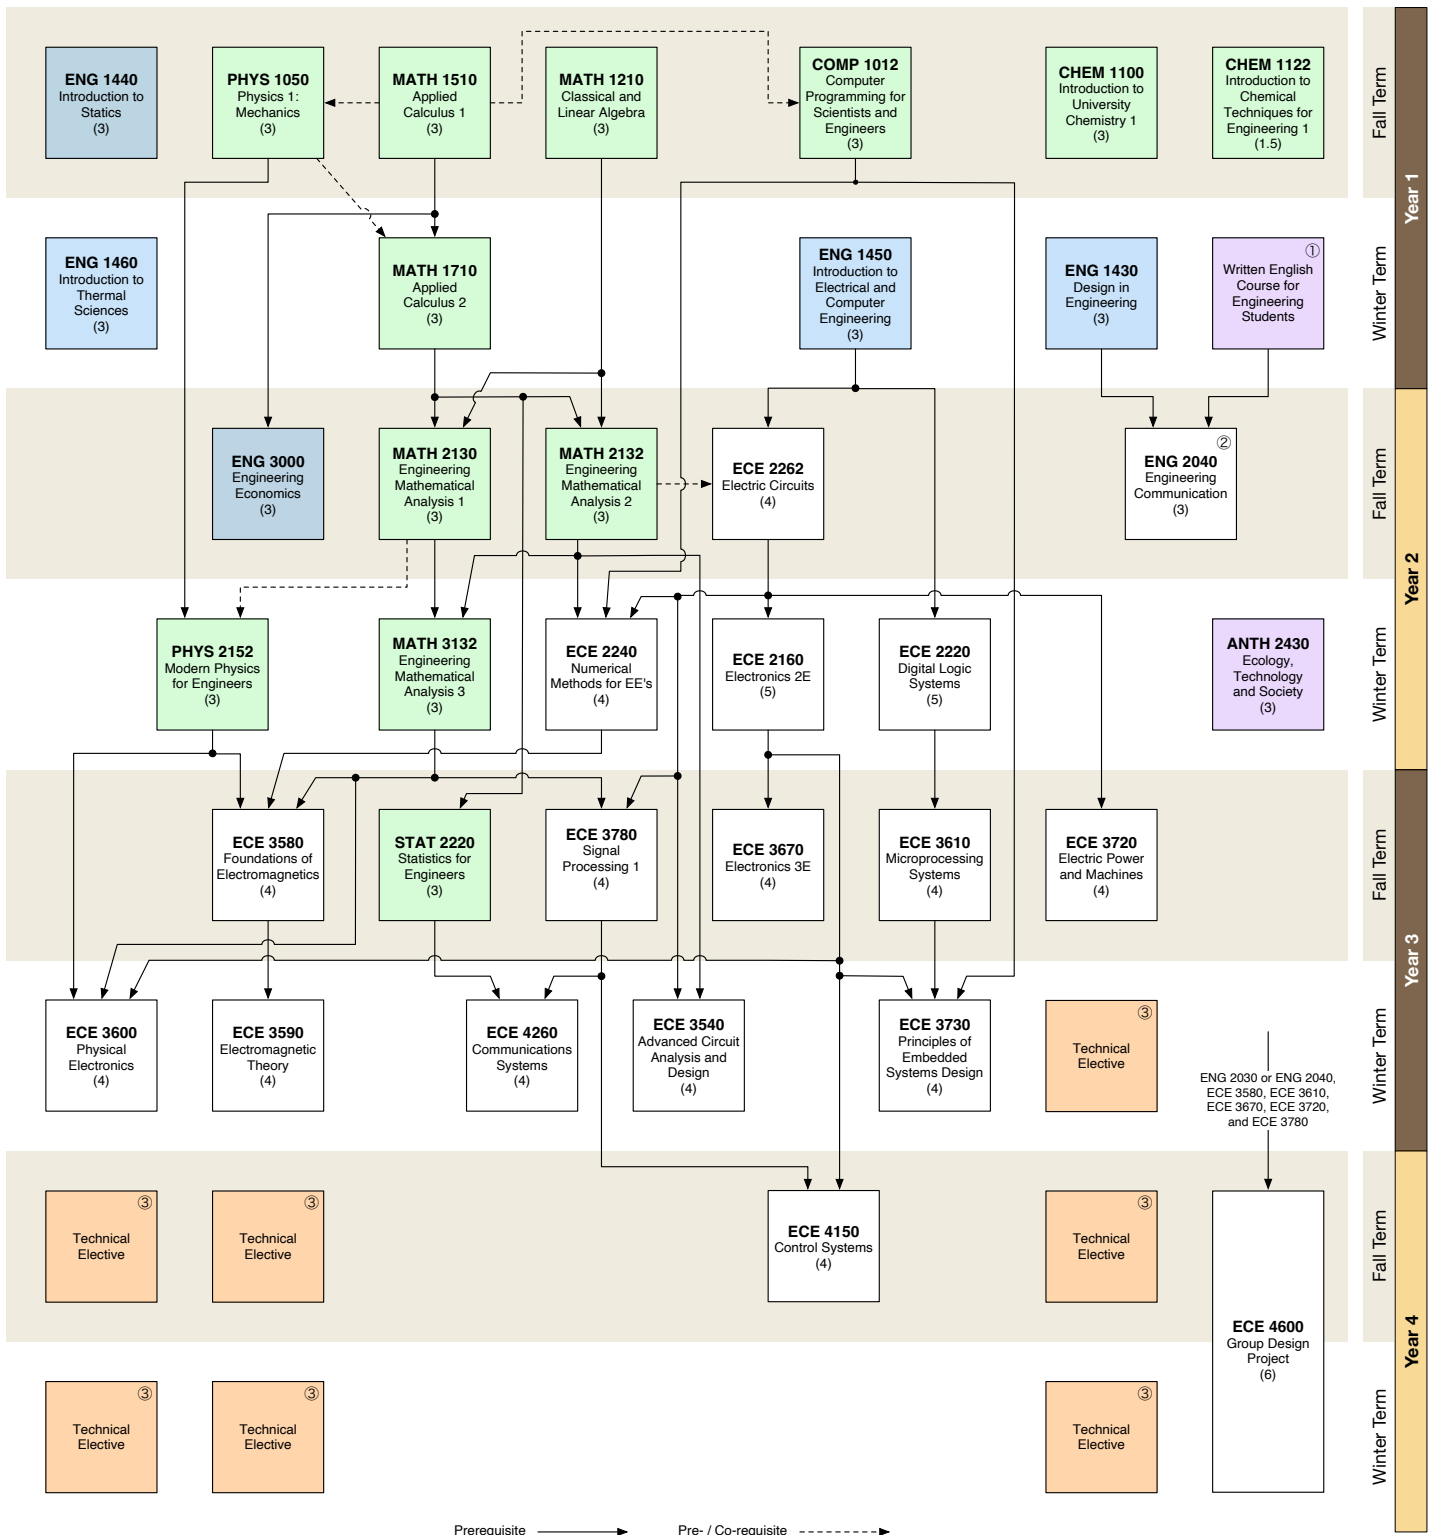 ENG 1440
Introduction to
Statics
(3)
PHYS 1050
Physics 1:
Mechanics
(3)
MATH 1510
Applied
Calculus 1
(3)
MATH 1210
Classical and
Linear Algebra
(3)
COMP 1012
Computer
Programming for
Scientists and
Engineers
(3)
CHEM 1100
Introduction to
University
Chemistry 1
(3)
CHEM 1122
Introduction to
Chemical
Techniques for
Engineering 1
(1.5)
Fall Term
Year 1
ENG 1460
Introduction to
Thermal
Sciences
(3)
MATH 1710
Applied
Calculus 2
(3)
ENG 1450
Introduction to
Electrical and
Computer
Engineering
(3)
ENG 1430
Design in
Engineering
(3)
①
Written English
Course for
Engineering
Students
Winter Term
ENG 3000
Engineering
Economics
(3)
MATH 2130
Engineering
Mathematical
Analysis 1
(3)
MATH 2132
Engineering
Mathematical
Analysis 2
(3)
ECE 2262
Electric Circuits
(4)
②
ENG 2040
Engineering
Communication
(3)
Fall Term
Year 2
PHYS 2152
Modern Physics
for Engineers
(3)
MATH 3132
Engineering
Mathematical
Analysis 3
(3)
ECE 2240
Numerical
Methods for EE's
(4)
ECE 2160
Electronics 2E
(5)
ECE 2220
Digital Logic
Systems
(5)
ANTH 2430
Ecology,
Technology
and Society
(3)
Winter Term
ECE 3580
Foundations of
Electromagnetics
(4)
STAT 2220
Statistics for
Engineers
(3)
ECE 3780
Signal
Processing 1
(4)
ECE 3670
Electronics 3E
(4)
ECE 3610
Microprocessing
Systems
(4)
ECE 3720
Electric Power
and Machines
(4)
Fall Term
Year 3
ECE 3600
Physical
Electronics
(4)
ECE 3590
Electromagnetic
Theory
(4)
ECE 4260
Communications
Systems
(4)
ECE 3540
Advanced Circuit
Analysis and
Design
(4)
ECE 3730
Principles of
Embedded
Systems Design
(4)
③
Technical
Elective
ENG 2030 or ENG 2040,
ECE 3580, ECE 3610,
ECE 3670, ECE 3720,
and ECE 3780
Winter Term
③
Technical
Elective
③
Technical
Elective
ECE 4150
Control Systems
(4)
③
Technical
Elective
ECE 4600
Group Design
Project
(6)
Fall Term
Year 4
③
Technical
Elective
③
Technical
Elective
③
Technical
Elective
Winter Term
Prerequisite
Pre- / Co-requisite